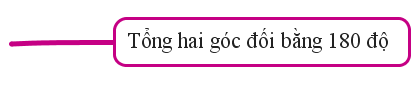 Tổng hai góc đối bằng 180 độ